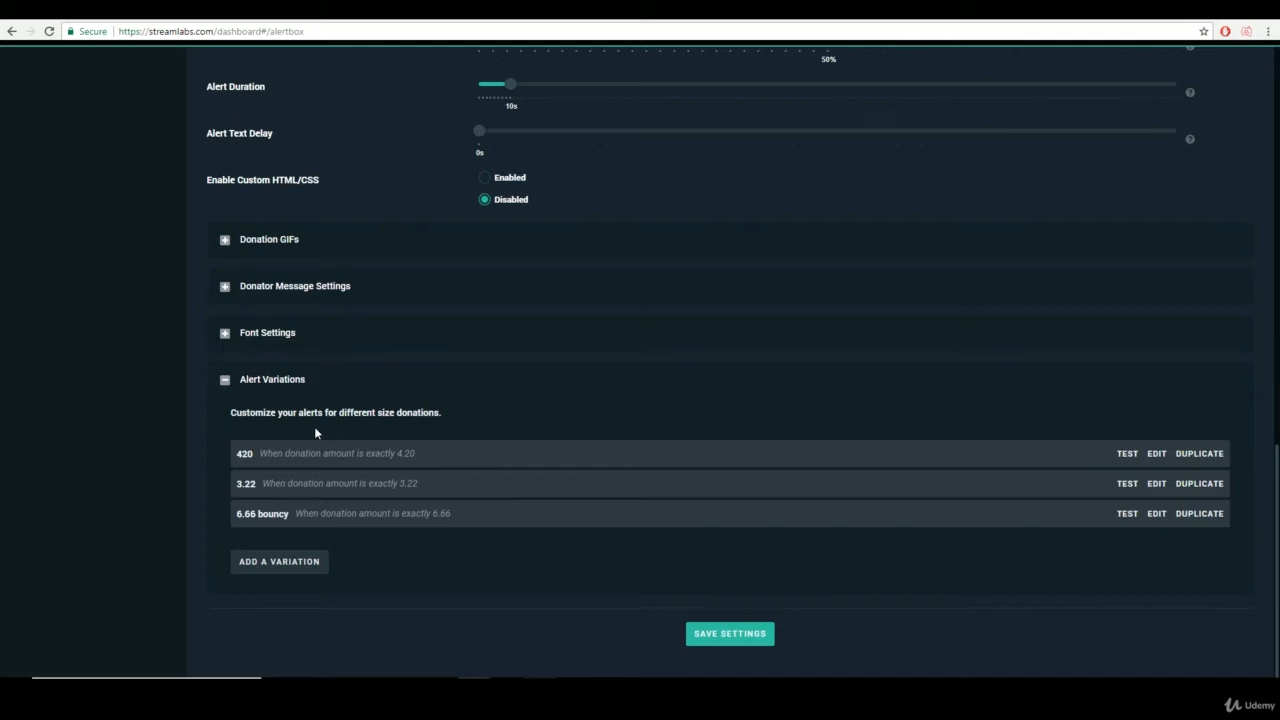 Secure https://streamlabs.com/dashboard#/alertbox
50%
Alert Duration
10s
Alert Text Delay
0s
Enable Custom HTML/CSS
Enabled
Disabled
Donation GIFs
Donator Message Settings
Font Settings
Alert Variations
Customize your alerts for different size donations.
420 When donation amount is exactly 4.20 TEST EDIT DUPLICATE
3.22 When donation amount is exactly 3.22 TEST EDIT DUPLICATE
6.66 bouncy When donation amount is exactly 6.66 TEST EDIT DUPLICATE
ADD A VARIATION
SAVE SETTINGS
Udemy